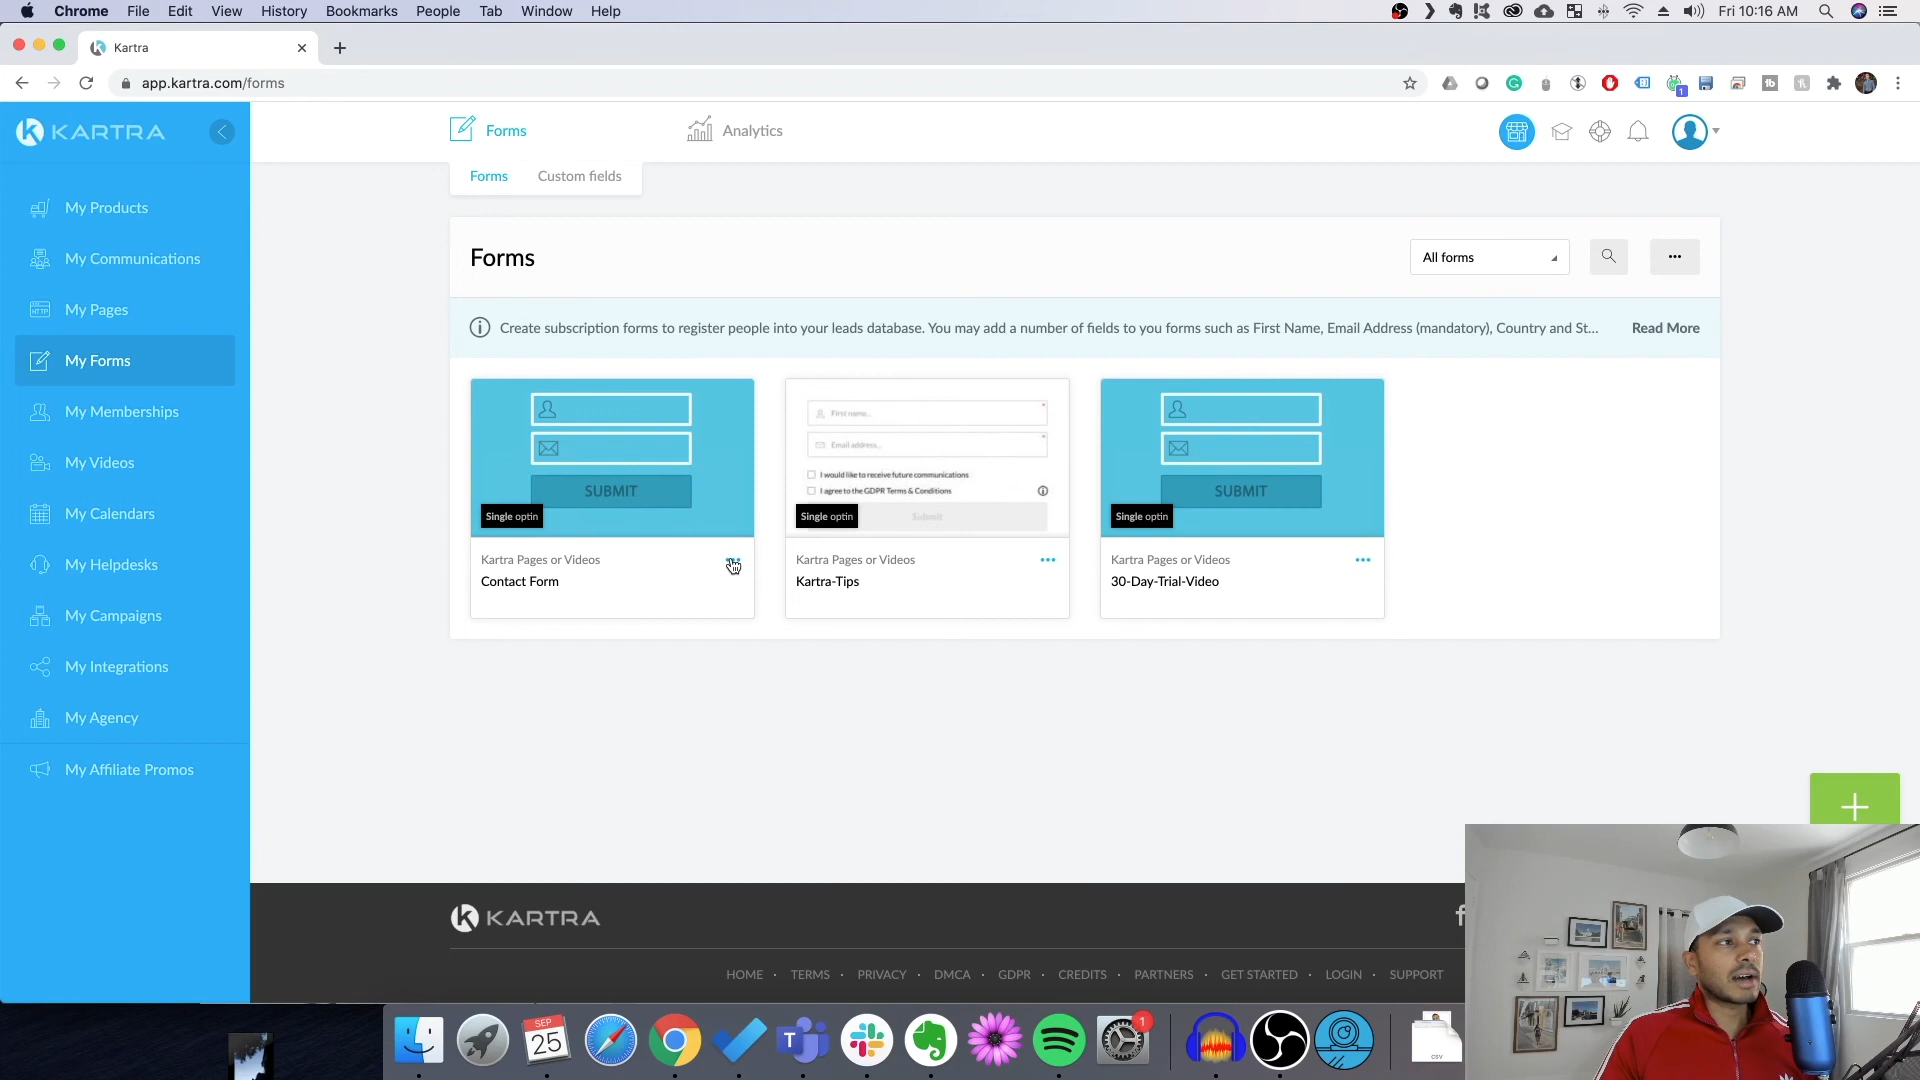 Chrome File Edit View History Bookmarks People Tab Window Help Fri 10:16 AM
Kartra
app.kartra.com/forms
1
KARTRA
Forms
Analytics
Forms
Custom fields
My Products
My Communications
My Pages
HTTP
My Forms
My Memberships
My Videos
My Calendars
My Helpdesks
My Campaigns
My Integrations
My Agency
My Affiliate Promos
Forms
All forms
Create subscription forms to register people into your leads database. You may add a number of fields to you forms such as First Name, Email Address (mandatory), Country and St...
Read More
SUBMIT
Single optin
Kartra Pages or Videos
Contact Form
First name...
Email address...
I would like to receive future communications
I agree to the GDPR Terms & Conditions
Submit
Single optin
Kartra Pages or Videos
Kartra-Tips
SUBMIT
Single optin
Kartra Pages or Videos
30-Day-Trial-Video
KARTRA
HOME · TERMS · PRIVACY · DMCA · GDPR · CREDITS · PARTNERS · GET STARTED · LOGIN · SUPPORT
SEP
25
T
1
CSV